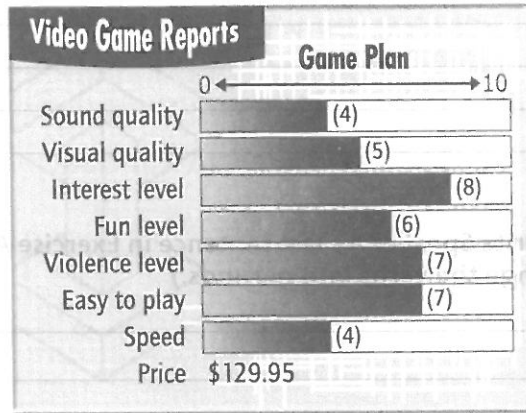 Video Game Reports
Game Plan
0 10
Sound quality (4)
Visual quality (5)
Interest level (8)
Fun level (6)
Violence level (7)
Easy to play (7)
Speed (4)
Price $129.95